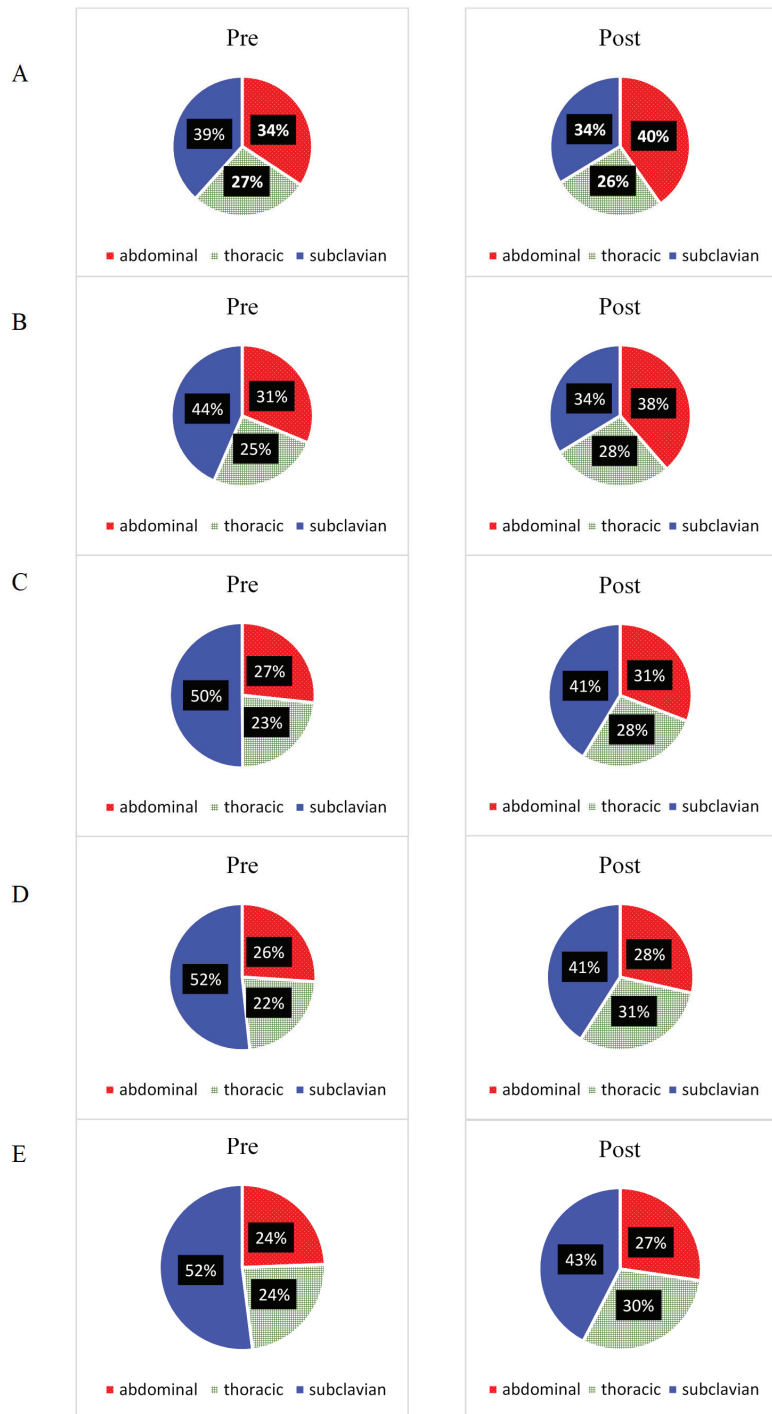 A
Pre
Post
39%
34%
27%
34%
40%
26%
abdominal thoracic subclavian
abdominal thoracic subclavian
B
Pre
Post
44%
31%
25%
34%
38%
28%
abdominal thoracic subclavian
abdominal thoracic subclavian
C
Pre
Post
50%
27%
23%
41%
31%
28%
abdominal thoracic subclavian
abdominal thoracic subclavian
D
Pre
Post
52%
26%
22%
41%
28%
31%
abdominal thoracic subclavian
abdominal thoracic subclavian
E
Pre
Post
52%
24%
24%
43%
27%
30%
abdominal thoracic subclavian
abdominal thoracic subclavian